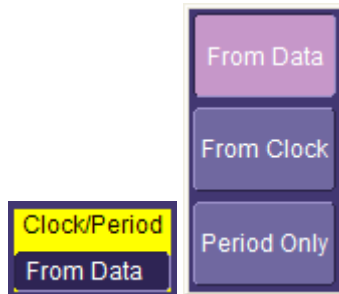 Clock/Period
From Data
From Data
From Clock
Period Only